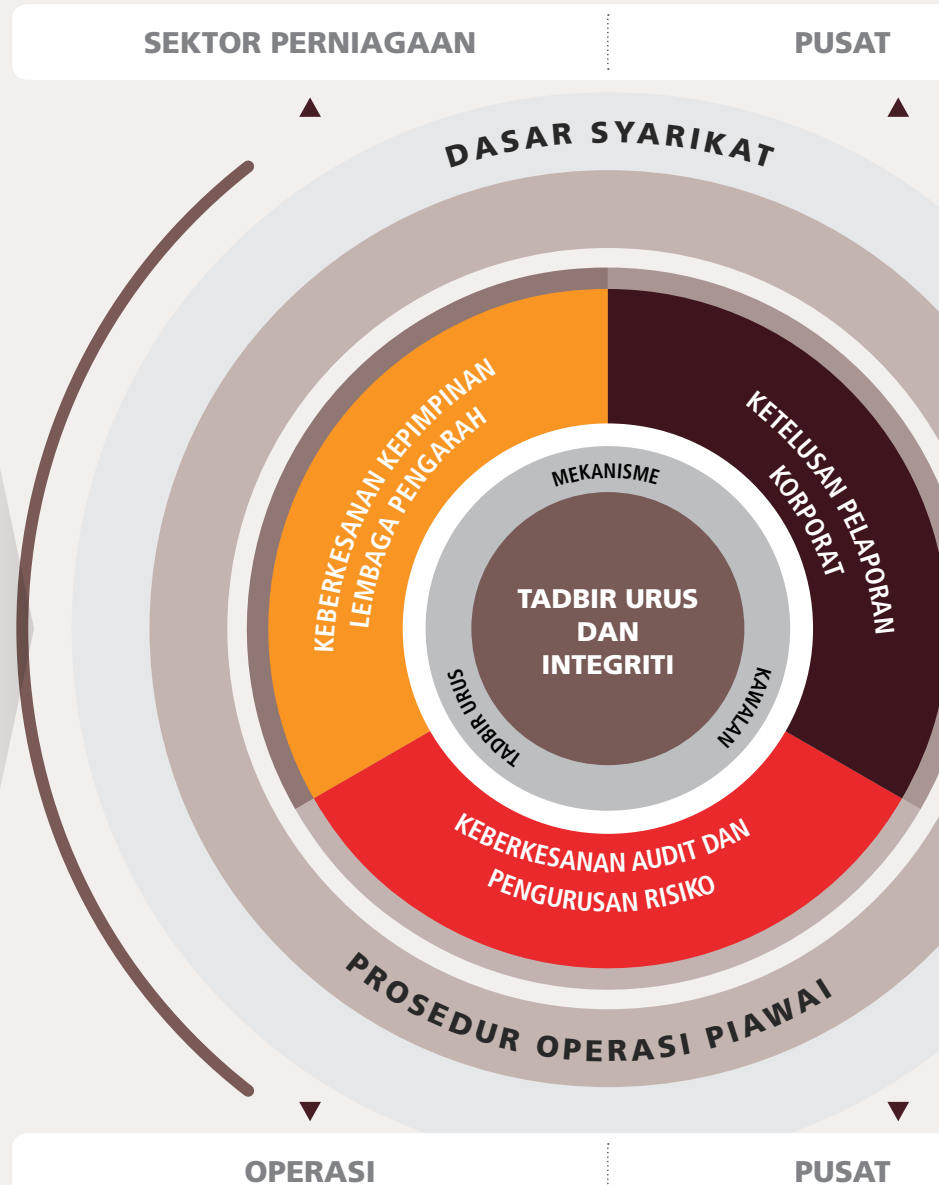 SEKTOR PERNIAGAAN
PUSAT
DASAR SYARIKAT
KEBERKESANAN KEPIMPINAN
LEMBAGA PENGARAH
KETELUSAN PELAPORAN
KORPORAT
MEKANISME
TADBIR URUS
DAN
INTEGRITI
TADBIR URUS
KAWALAN
KEBERKESANAN AUDIT DAN
PENGURUSAN RISIKO
PROSEDUR OPERASI PIAWAI
OPERASI
PUSAT